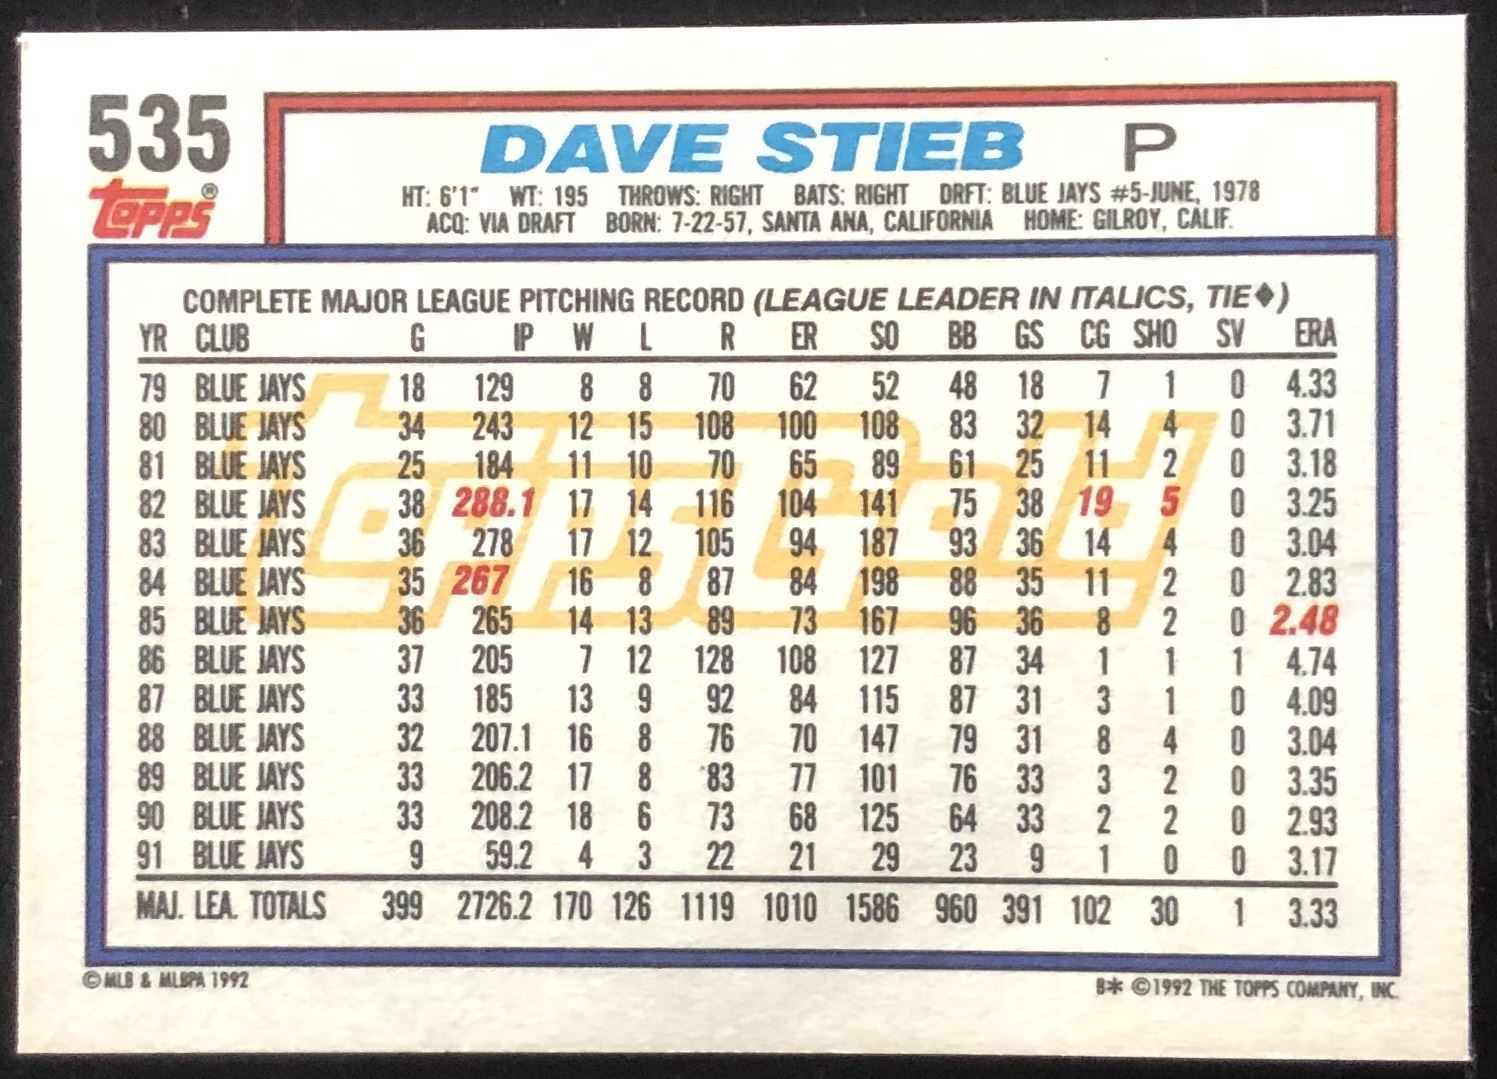 535
DAVE STIEB P
Topps®
HT: 6'1" WT: 195 THROWS: RIGHT BATS: RIGHT DRFT: BLUE JAYS #5-JUNE, 1978
ACQ: VIA DRAFT BORN: 7-22-57, SANTA ANA, CALIFORNIA HOME: GILROY, CALIF.
COMPLETE MAJOR LEAGUE PITCHING RECORD (LEAGUE LEADER IN ITALICS, TIE♦)
YR CLUB G IP W L R ER SO BB GS CG SHO SV ERA
79 BLUE JAYS 18 129 8 8 70 62 52 48 18 7 1 0 4.33
80 BLUE JAYS 34 243 12 15 108 100 108 83 32 14 4 0 3.71
81 BLUE JAYS 25 184 11 10 70 65 89 61 25 11 2 0 3.18
82 BLUE JAYS 38 288.1 17 14 116 104 141 75 38 19 5 0 3.25
83 BLUE JAYS 36 278 17 12 105 94 187 93 36 14 4 0 3.04
84 BLUE JAYS 35 267 16 8 87 84 198 88 35 11 2 0 2.83
85 BLUE JAYS 36 265 14 13 89 73 167 96 36 8 2 0 2.48
86 BLUE JAYS 37 205 7 12 128 108 127 87 34 1 1 1 4.74
87 BLUE JAYS 33 185 13 9 92 84 115 87 31 3 1 0 4.09
88 BLUE JAYS 32 207.1 16 8 76 70 147 79 31 8 4 0 3.04
89 BLUE JAYS 33 206.2 17 8 83 77 101 76 33 3 2 0 3.35
90 BLUE JAYS 33 208.2 18 6 73 68 125 64 33 2 2 0 2.93
91 BLUE JAYS 9 59.2 4 3 22 21 29 23 9 1 0 0 3.17
MAJ. LEA. TOTALS 399 2726.2 170 126 1119 1010 1586 960 391 102 30 1 3.33
ToppsGold
© MLB & MLBPA 1992
B* ©1992 THE TOPPS COMPANY, INC.